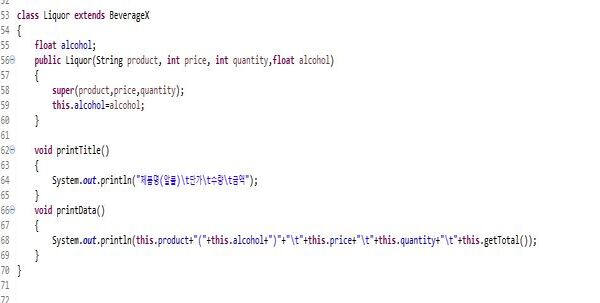 52
53 class Liquor extends BeverageX
54 {
55 float alcohol;
56 public Liquor(String product, int price, int quantity,float alcohol)
57 {
58 super(product,price,quantity);
59 this.alcohol=alcohol;
60 }
61
62 void printTitle()
63 {
64 System.out.println("제품명(알콜)\t단가\t수량\t금액");
65 }
66 void printData()
67 {
68 System.out.println(this.product+"("+this.alcohol+")"+"\t"+this.price+"\t"+this.quantity+"\t"+this.getTotal());
69 }
70 }
71
72